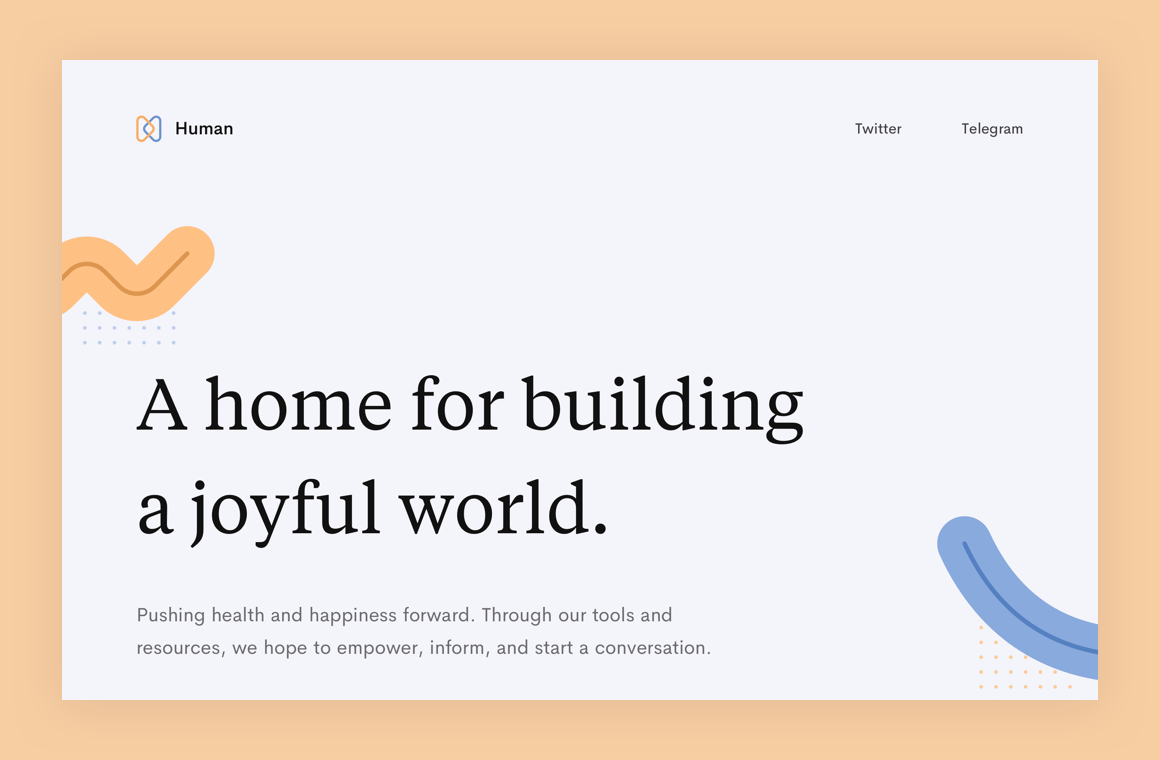 Human
Twitter
Telegram
A home for building
a joyful world.
Pushing health and happiness forward. Through our tools and
resources, we hope to empower, inform, and start a conversation.